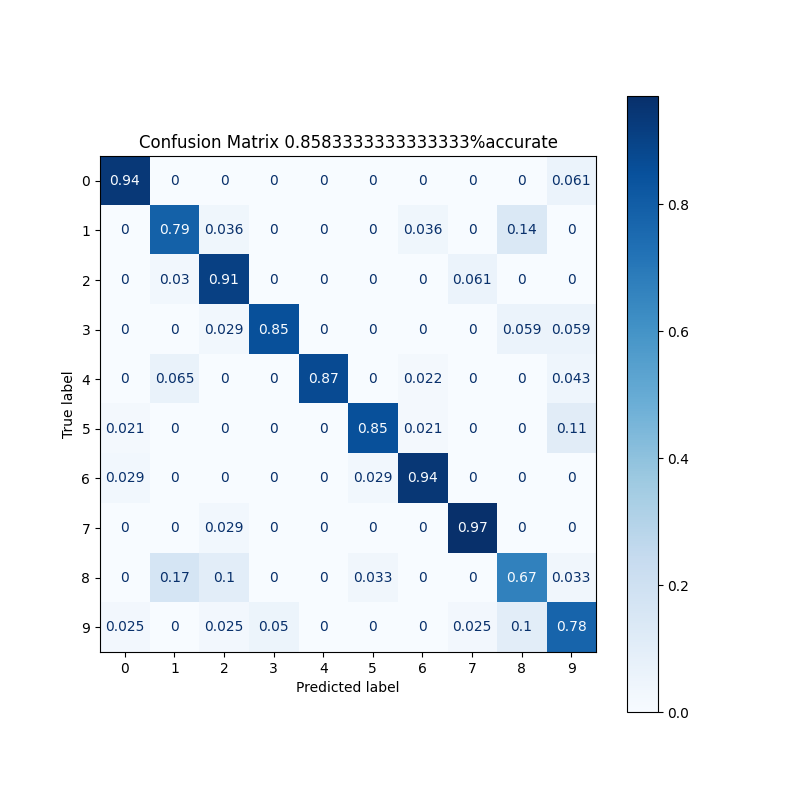 Confusion Matrix 0.8583333333333333%accurate
0 0.94 0 0 0 0 0 0 0 0 0.061
1 0 0.79 0.036 0 0 0 0.036 0 0.14 0
2 0 0.03 0.91 0 0 0 0 0.061 0 0
3 0 0 0.029 0.85 0 0 0 0 0.059 0.059
4 0 0.065 0 0 0.87 0 0.022 0 0 0.043
5 0.021 0 0 0 0 0.85 0.021 0 0 0.11
6 0.029 0 0 0 0 0.029 0.94 0 0 0
7 0 0 0.029 0 0 0 0 0.97 0 0
8 0 0.17 0.1 0 0 0.033 0 0 0.67 0.033
9 0.025 0 0.025 0.05 0 0 0 0.025 0.1 0.78
0 1 2 3 4 5 6 7 8 9
Predicted label
True label
0.8
0.6
0.4
0.2
0.0